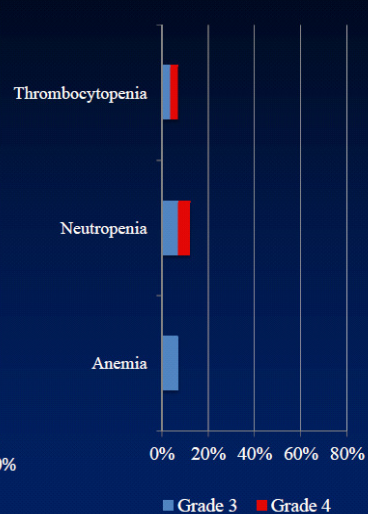 Thrombocytopenia
Neutropenia
Anemia
0% 20% 40% 60% 80%
0%
Grade 3 Grade 4